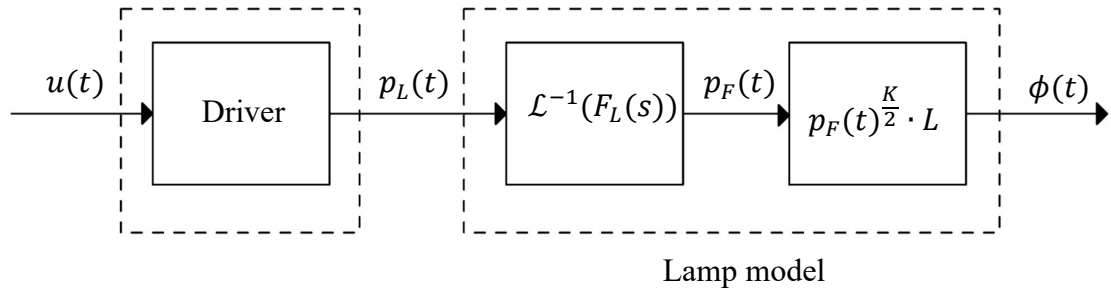 u(t)
Driver
p_L(t)
ℒ⁻¹(F_L(s))
p_F(t)
p_F(t)^{K/2} · L
ϕ(t)
Lamp model